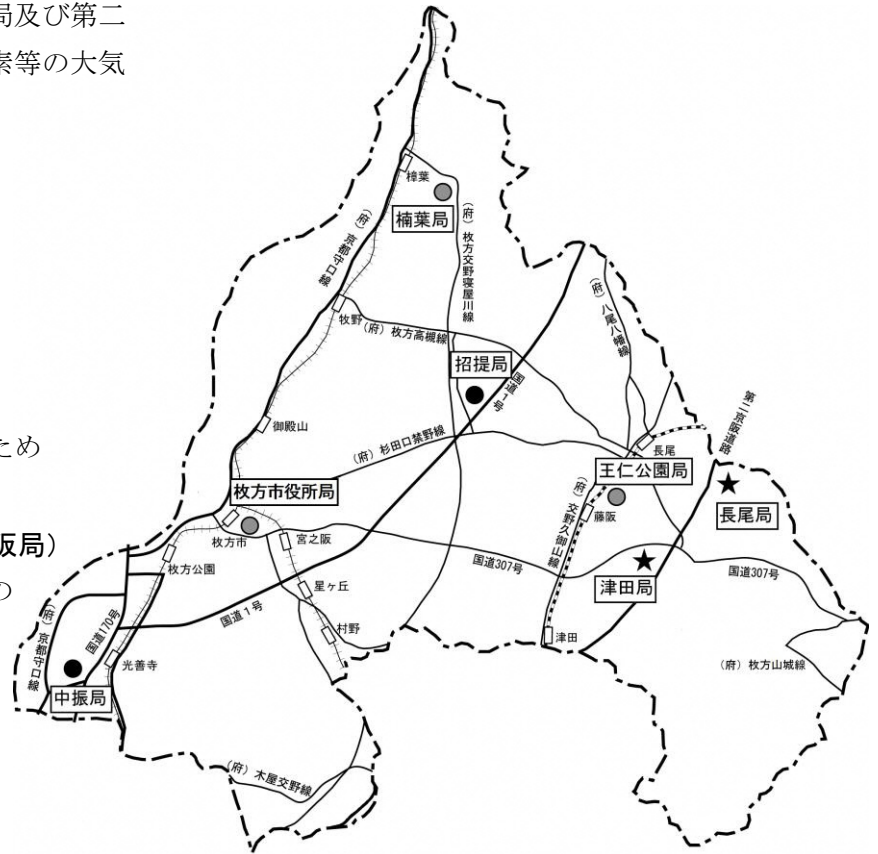 局及び第二
素等の大気
樟葉
楠葉局
(府)京都守口線
(府)枚方交野寝屋川線
(府)八尾八幡線
牧野
(府)枚方高槻線
招提局
国道1号
第二京阪道路
御殿山
(府)杉田口禁野線
長尾
ため
枚方市役所局
王仁公園局
(府)交野久御山線
藤阪
長尾局
枚方市
宮之阪
阪局)
枚方公園
国道307号
国道307号
津田局
星ヶ丘
の
国道1号
(府)京都守口線
国道170号
村野
津田
光善寺
(府)枚方山城線
中振局
(府)木屋交野線